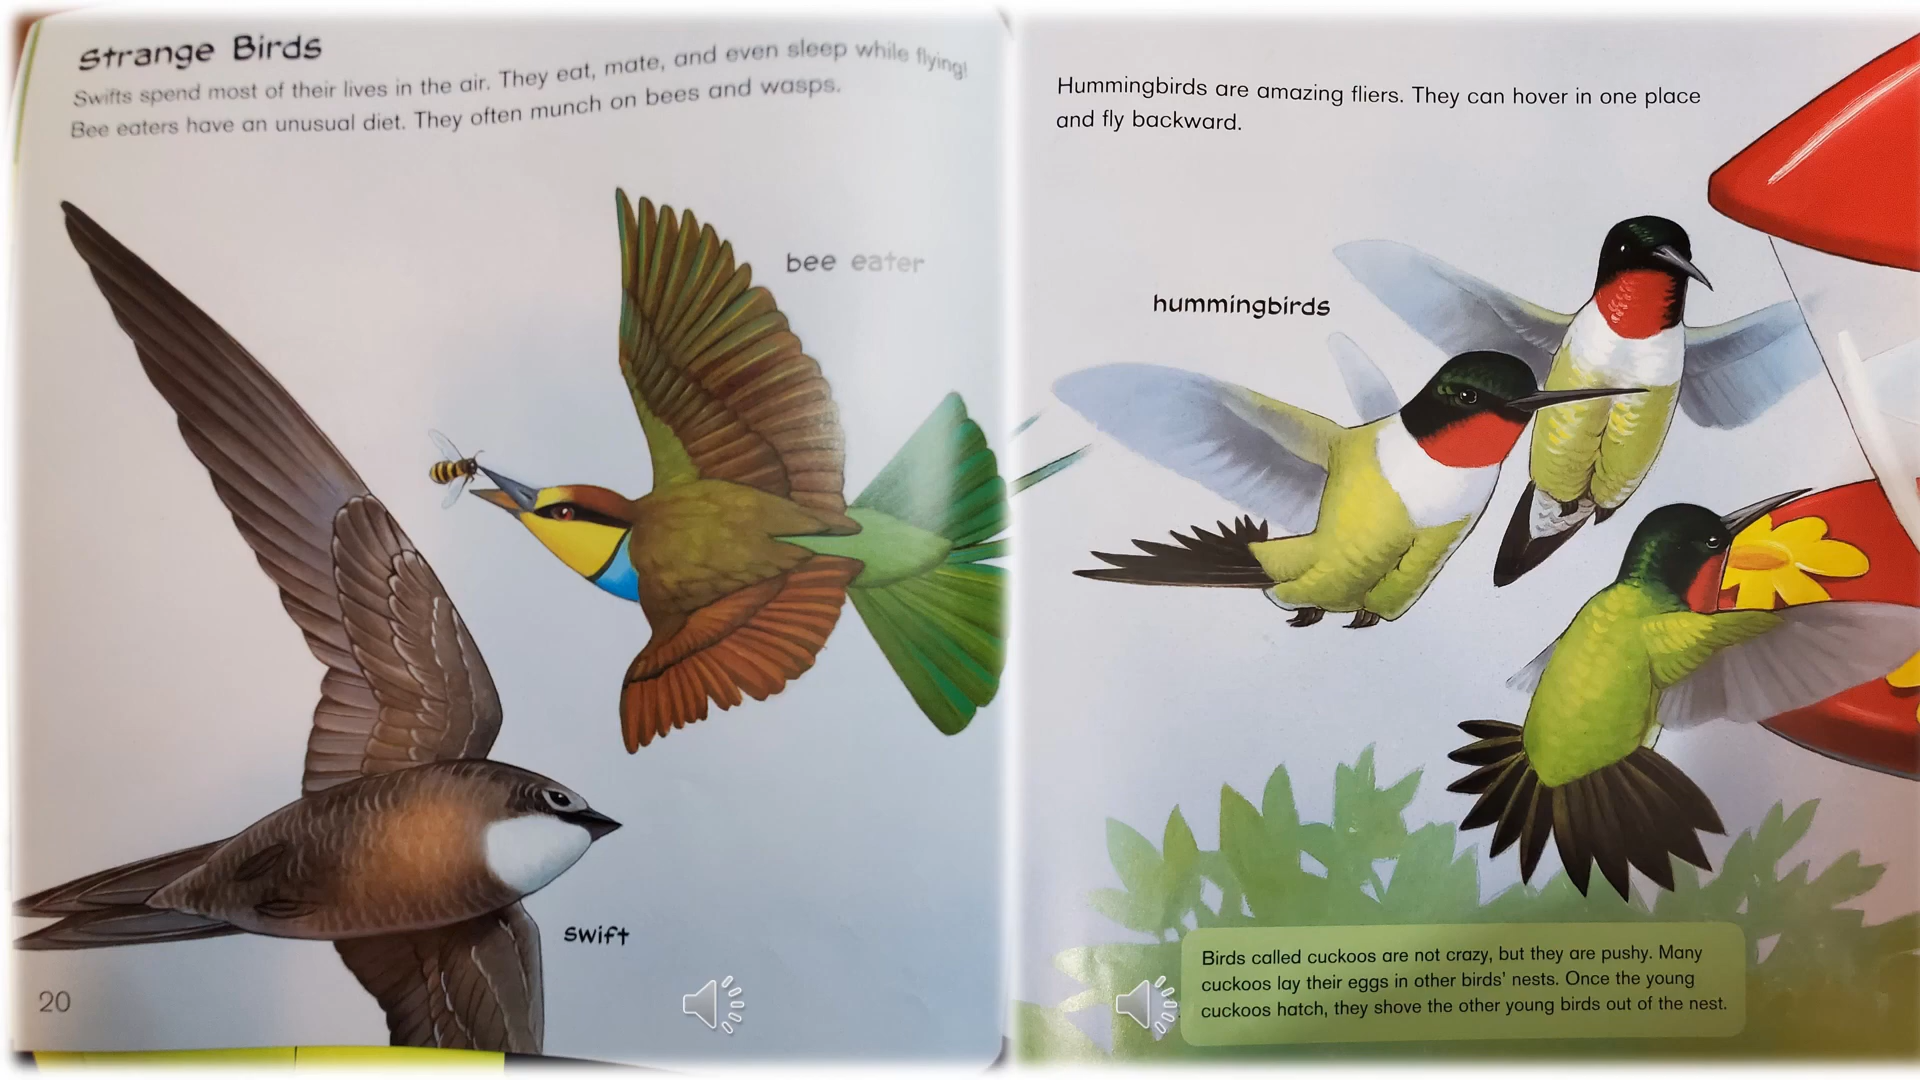 Strange Birds
Swifts spend most of their lives in the air. They eat, mate, and even sleep while flying!
Bee eaters have an unusual diet. They often munch on bees and wasps.
bee eater
swift
20
Hummingbirds are amazing fliers. They can hover in one place
and fly backward.
hummingbirds
Birds called cuckoos are not crazy, but they are pushy. Many
cuckoos lay their eggs in other birds' nests. Once the young
cuckoos hatch, they shove the other young birds out of the nest.